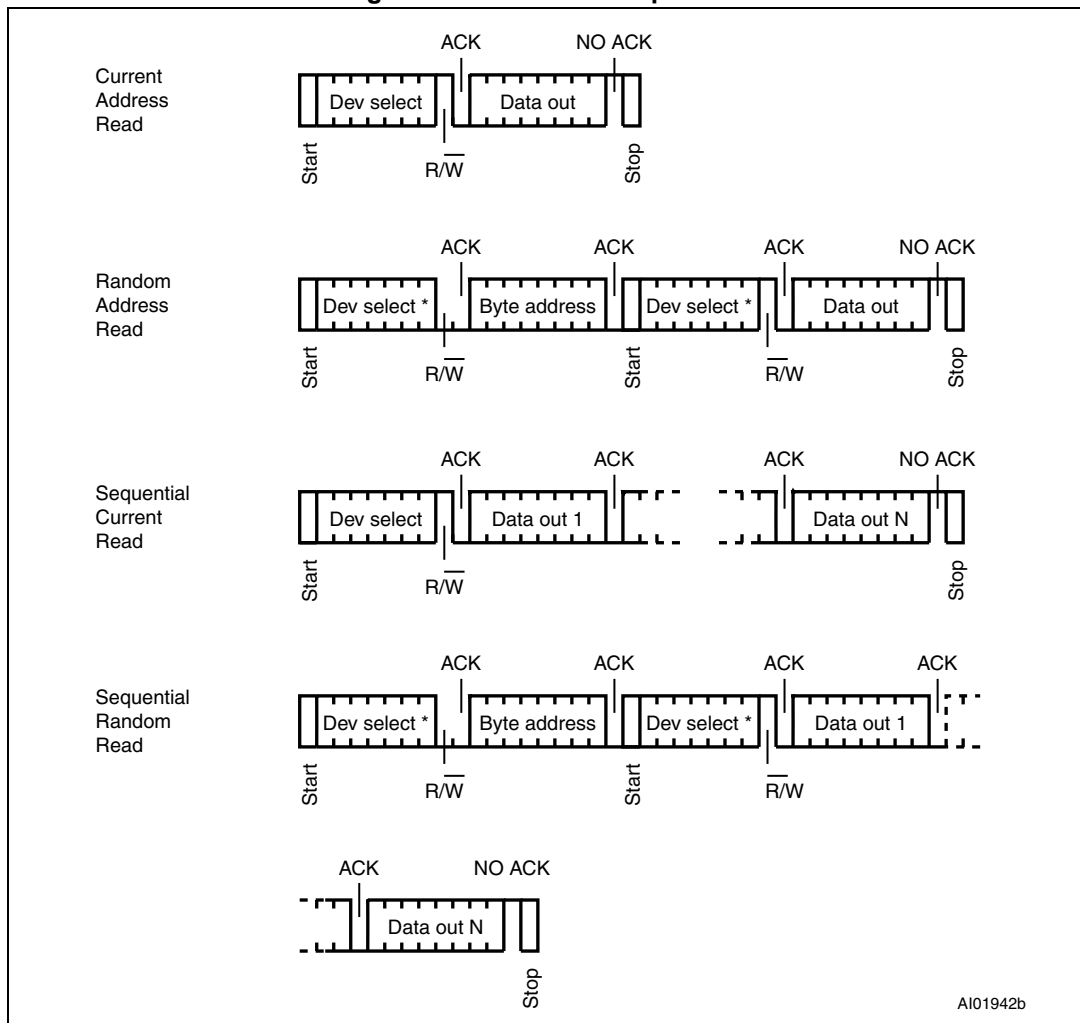 ACK NO ACK
Current
Address
Read
Dev select Data out
Start R/W Stop
ACK ACK ACK NO ACK
Random
Address
Read
Dev select * Byte address Dev select * Data out
Start R/W Start R/W Stop
ACK ACK ACK NO ACK
Sequential
Current
Read
Dev select Data out 1 Data out N
Start R/W Stop
ACK ACK ACK ACK
Sequential
Random
Read
Dev select * Byte address Dev select * Data out 1
Start R/W Start R/W
ACK NO ACK
Data out N
Stop
AI01942b